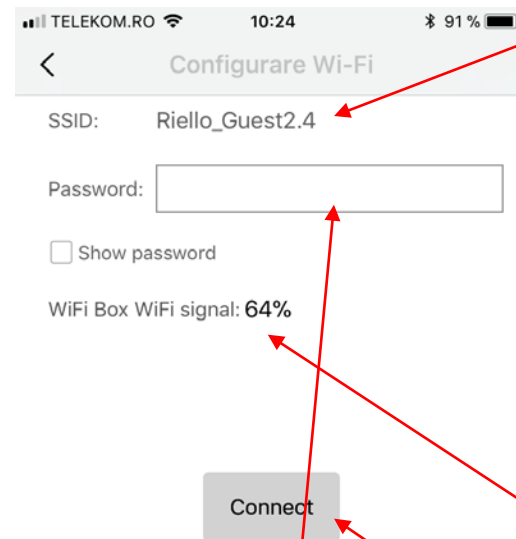 TELEKOM.RO 10:24 91 %
Configurare Wi-Fi
SSID: Riello_Guest2.4
Password:
Show password
WiFi Box WiFi signal: 64%
Connect